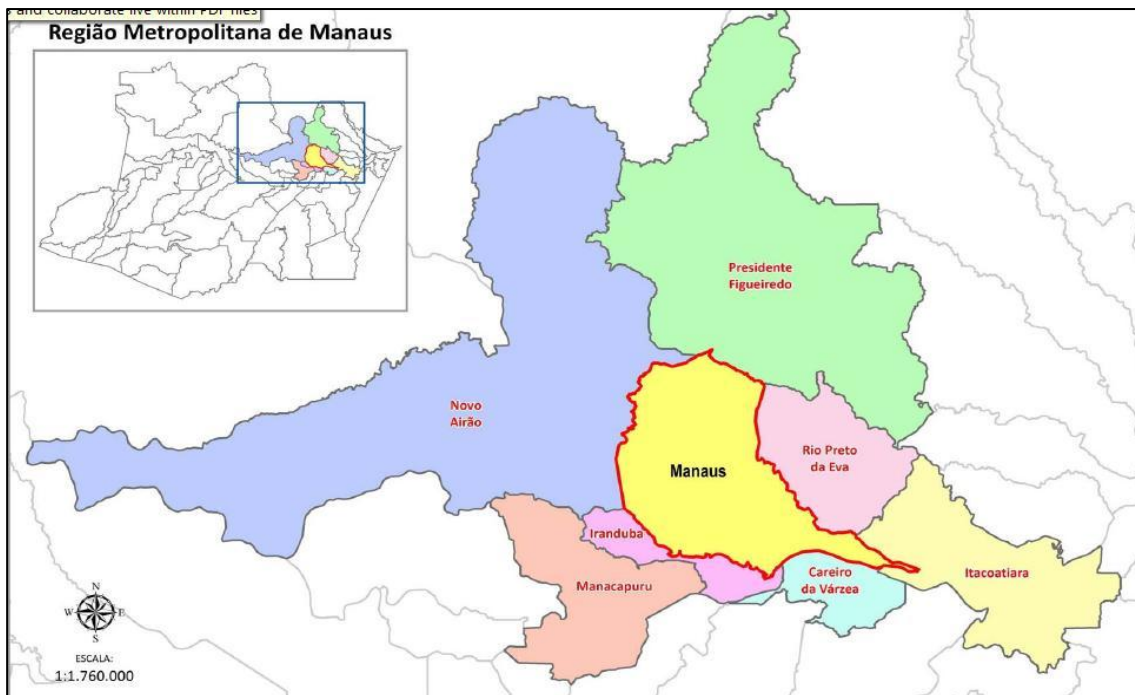 s and collaborate live within PDF files
Região Metropolitana de Manaus
Presidente
Figueiredo
Novo
Airão
Rio Preto
da Eva
Manaus
Iranduba
Manacapuru
Careiro
da Várzea
Itacoatiara
N
W
E
S
ESCALA:
1:1.760.000